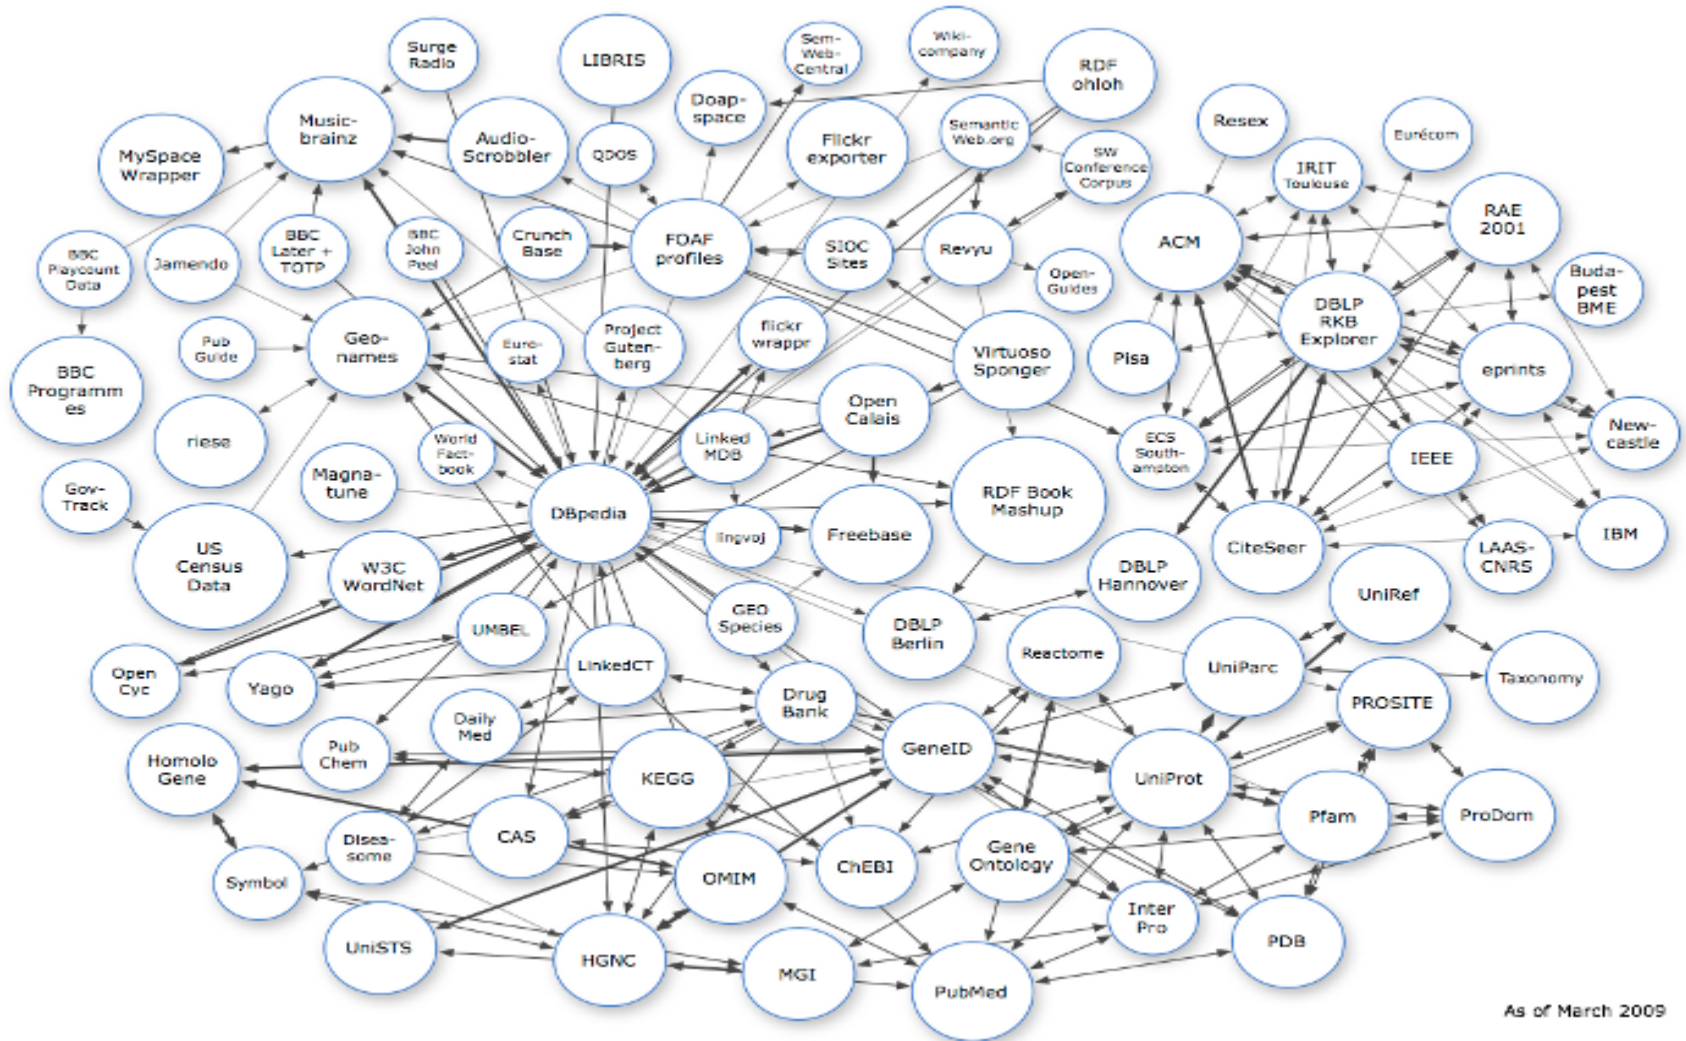 Surge
Radio
LIBRIS
Sem-
Web-
Central
Wiki-
company
RDF
ohloh
Doap-
space
Music-
brainz
Audio-
Scrobbler
QDOS
Flickr
exporter
Semantic
Web.org
SW
Conference
Corpus
Resex
Eurécom
MySpace
Wrapper
IRIT
Toulouse
RAE
2001
ACM
BBC
Playcount
Data
Jamendo
BBC
Later +
TOTP
BBC
John
Peel
Crunch
Base
FOAF
profiles
SIOC
Sites
Revyu
Open-
Guides
Buda-
pest
BME
DBLP
RKB
Explorer
Pub
Guide
Geo-
names
Euro-
stat
Project
Guten-
berg
flickr
wrappr
Virtuoso
Sponger
Pisa
eprints
BBC
Programm
es
riese
World
Fact-
book
Linked
MDB
Open
Calais
ECS
South-
ampton
IEEE
New-
castle
Gov-
Track
Magna-
tune
DBpedia
RDF Book
Mashup
US
Census
Data
W3C
WordNet
lingvoj
Freebase
CiteSeer
LAAS-
CNRS
IBM
DBLP
Hannover
UniRef
GEO
Species
DBLP
Berlin
UMBEL
Reactome
Open
Cyc
Yago
LinkedCT
UniParc
Taxonomy
Daily
Med
Drug
Bank
PROSITE
Homolo
Gene
Pub
Chem
KEGG
GeneID
UniProt
Pfam
ProDom
Disea-
some
CAS
ChEBI
Gene
Ontology
Symbol
OMIM
Inter
Pro
UniSTS
HGNC
MGI
PubMed
PDB
As of March 2009